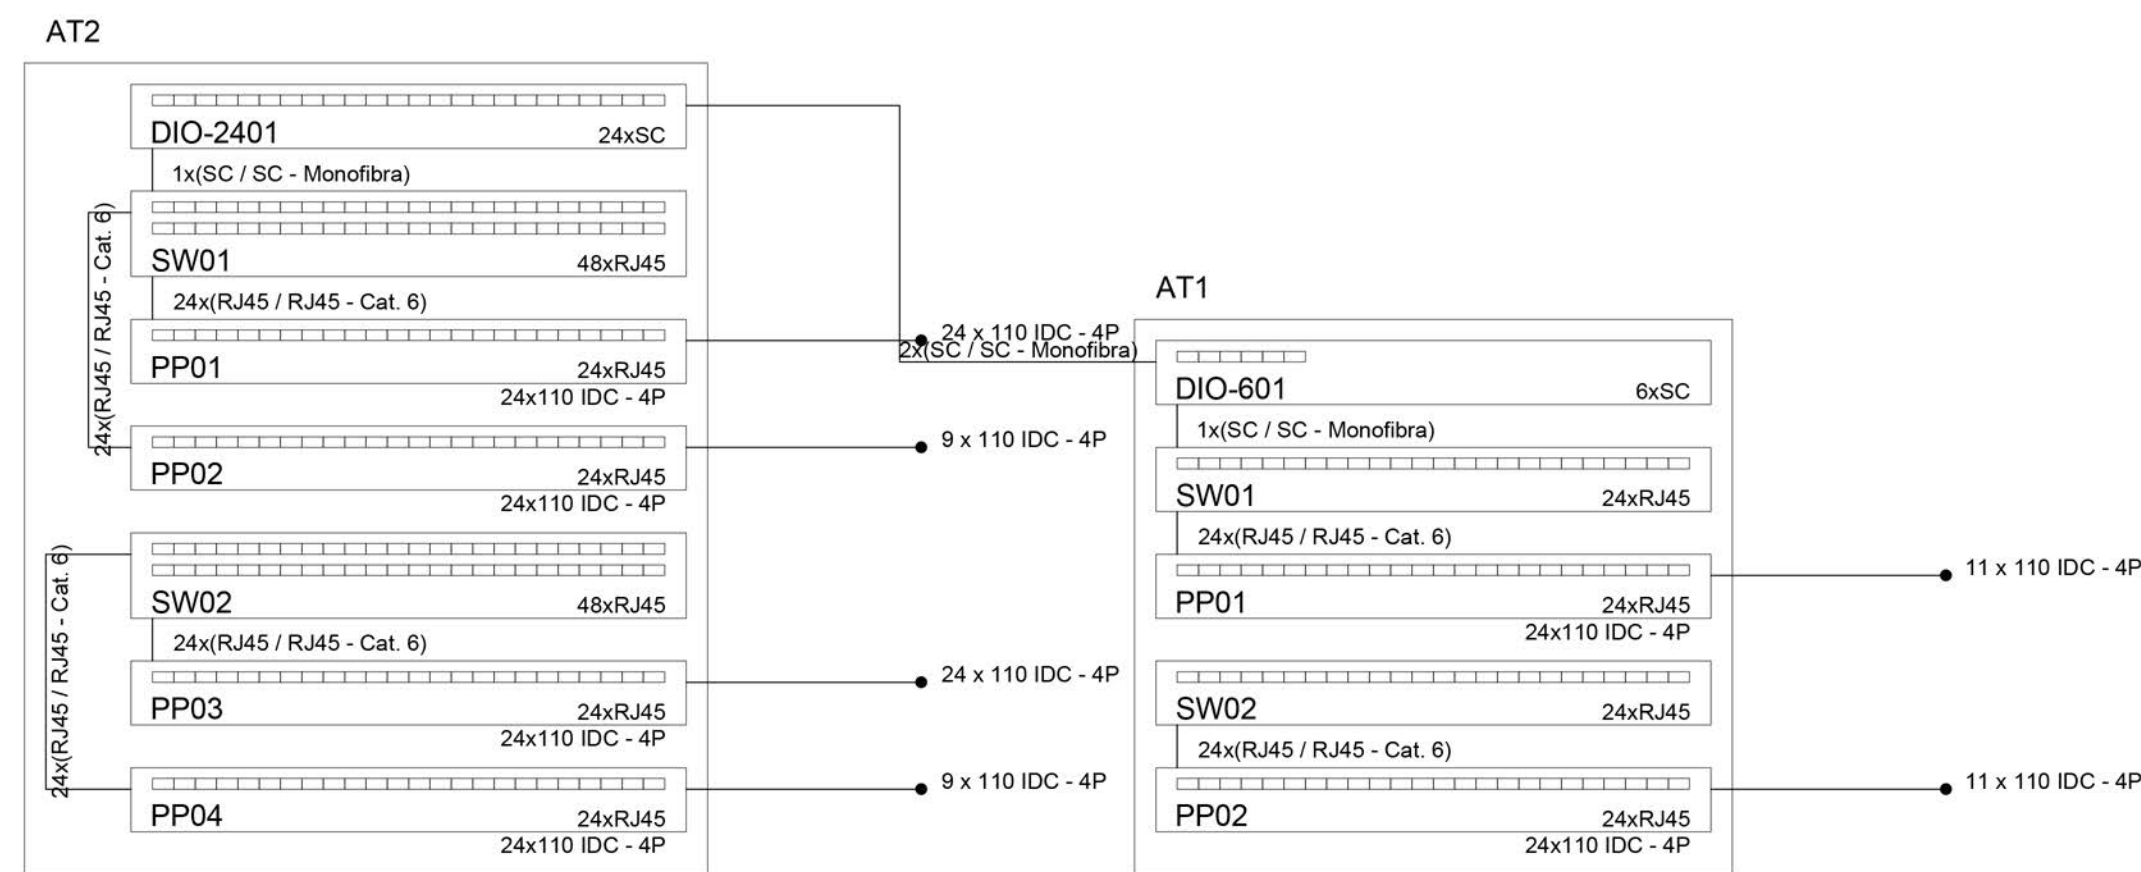 AT2
DIO-2401
24xSC
1x(SC / SC - Monofibra)
24x(RJ45 / RJ45 - Cat. 6)
SW01
48xRJ45
24x(RJ45 / RJ45 - Cat. 6)
PP01
24xRJ45
24x110 IDC - 4P
24 x 110 IDC - 4P
2x(SC / SC - Monofibra)
PP02
24xRJ45
24x110 IDC - 4P
9 x 110 IDC - 4P
24x(RJ45 / RJ45 - Cat. 6)
SW02
48xRJ45
24x(RJ45 / RJ45 - Cat. 6)
PP03
24xRJ45
24x110 IDC - 4P
24 x 110 IDC - 4P
PP04
24xRJ45
24x110 IDC - 4P
9 x 110 IDC - 4P
AT1
DIO-601
6xSC
1x(SC / SC - Monofibra)
SW01
24xRJ45
24x(RJ45 / RJ45 - Cat. 6)
PP01
24xRJ45
24x110 IDC - 4P
11 x 110 IDC - 4P
SW02
24xRJ45
24x(RJ45 / RJ45 - Cat. 6)
PP02
24xRJ45
24x110 IDC - 4P
11 x 110 IDC - 4P